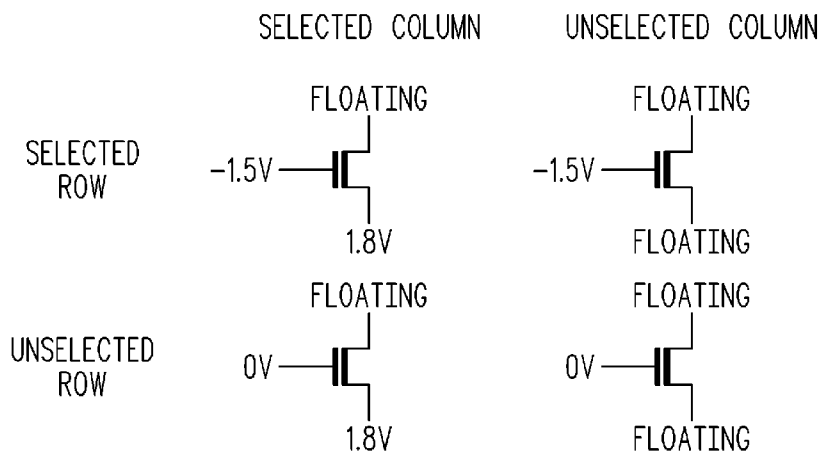 SELECTED COLUMN UNSELECTED COLUMN
FLOATING FLOATING
SELECTED
ROW
-1.5V -1.5V
1.8V FLOATING
FLOATING FLOATING
UNSELECTED
ROW
0V 0V
1.8V FLOATING